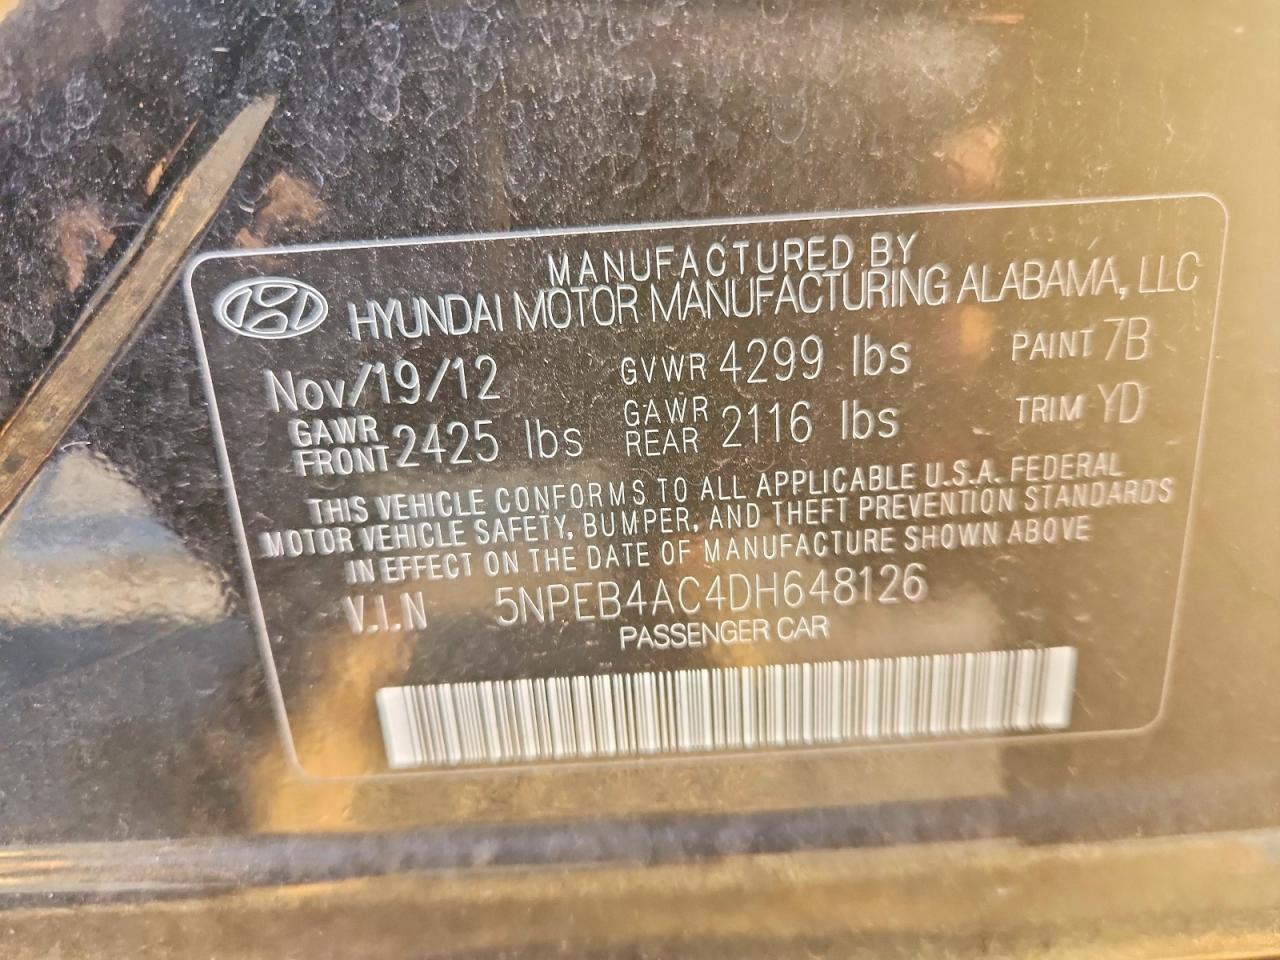 MANUFACTURED BY
HYUNDAI MOTOR MANUFACTURING ALABAMA, LLC
Nov/19/12 GVWR 4299 lbs PAINT 7B
GAWR FRONT 2425 lbs GAWR REAR 2116 lbs TRIM YD
THIS VEHICLE CONFORMS TO ALL APPLICABLE U.S.A. FEDERAL
MOTOR VEHICLE SAFETY, BUMPER, AND THEFT PREVENTION STANDARDS
IN EFFECT ON THE DATE OF MANUFACTURE SHOWN ABOVE
V.I.N 5NPEB4AC4DH648126
PASSENGER CAR